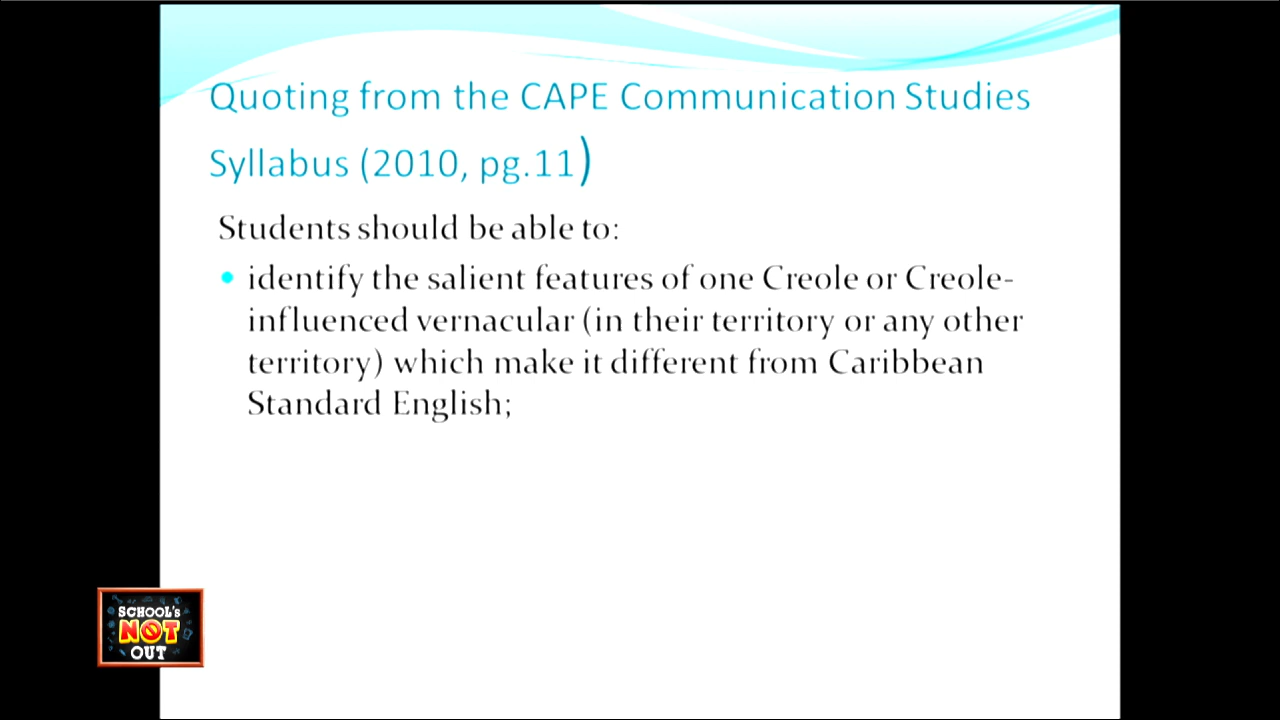 Quoting from the CAPE Communication Studies
Syllabus (2010, pg.11)
Students should be able to:
• identify the salient features of one Creole or Creole-
influenced vernacular (in their territory or any other
territory) which make it different from Caribbean
Standard English;
SCHOOL'S
NOT
OUT